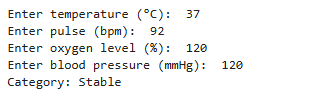 Enter temperature (°C):  37
Enter pulse (bpm):  92
Enter oxygen level (%):  120
Enter blood pressure (mmHg):  120
Category: Stable